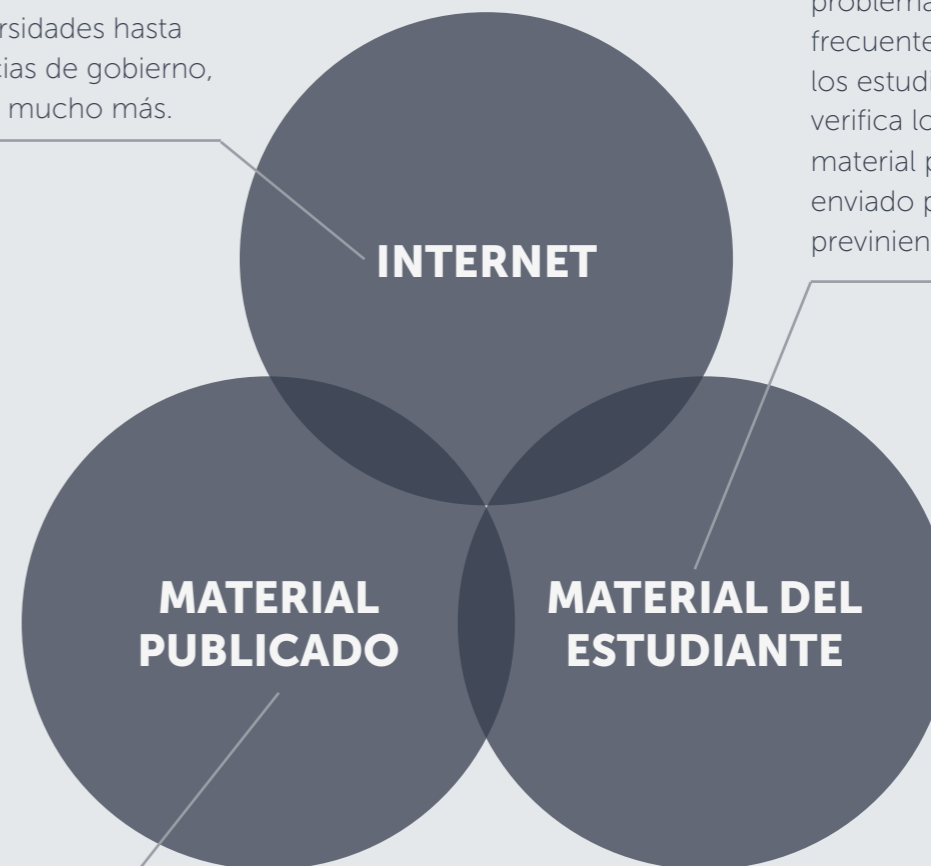 rsidades hasta
cias de gobierno,
mucho más.
problema
frecuente
los estudi
verifica lo
material p
enviado p
previnien
INTERNET
MATERIAL
PUBLICADO
MATERIAL DEL
ESTUDIANTE